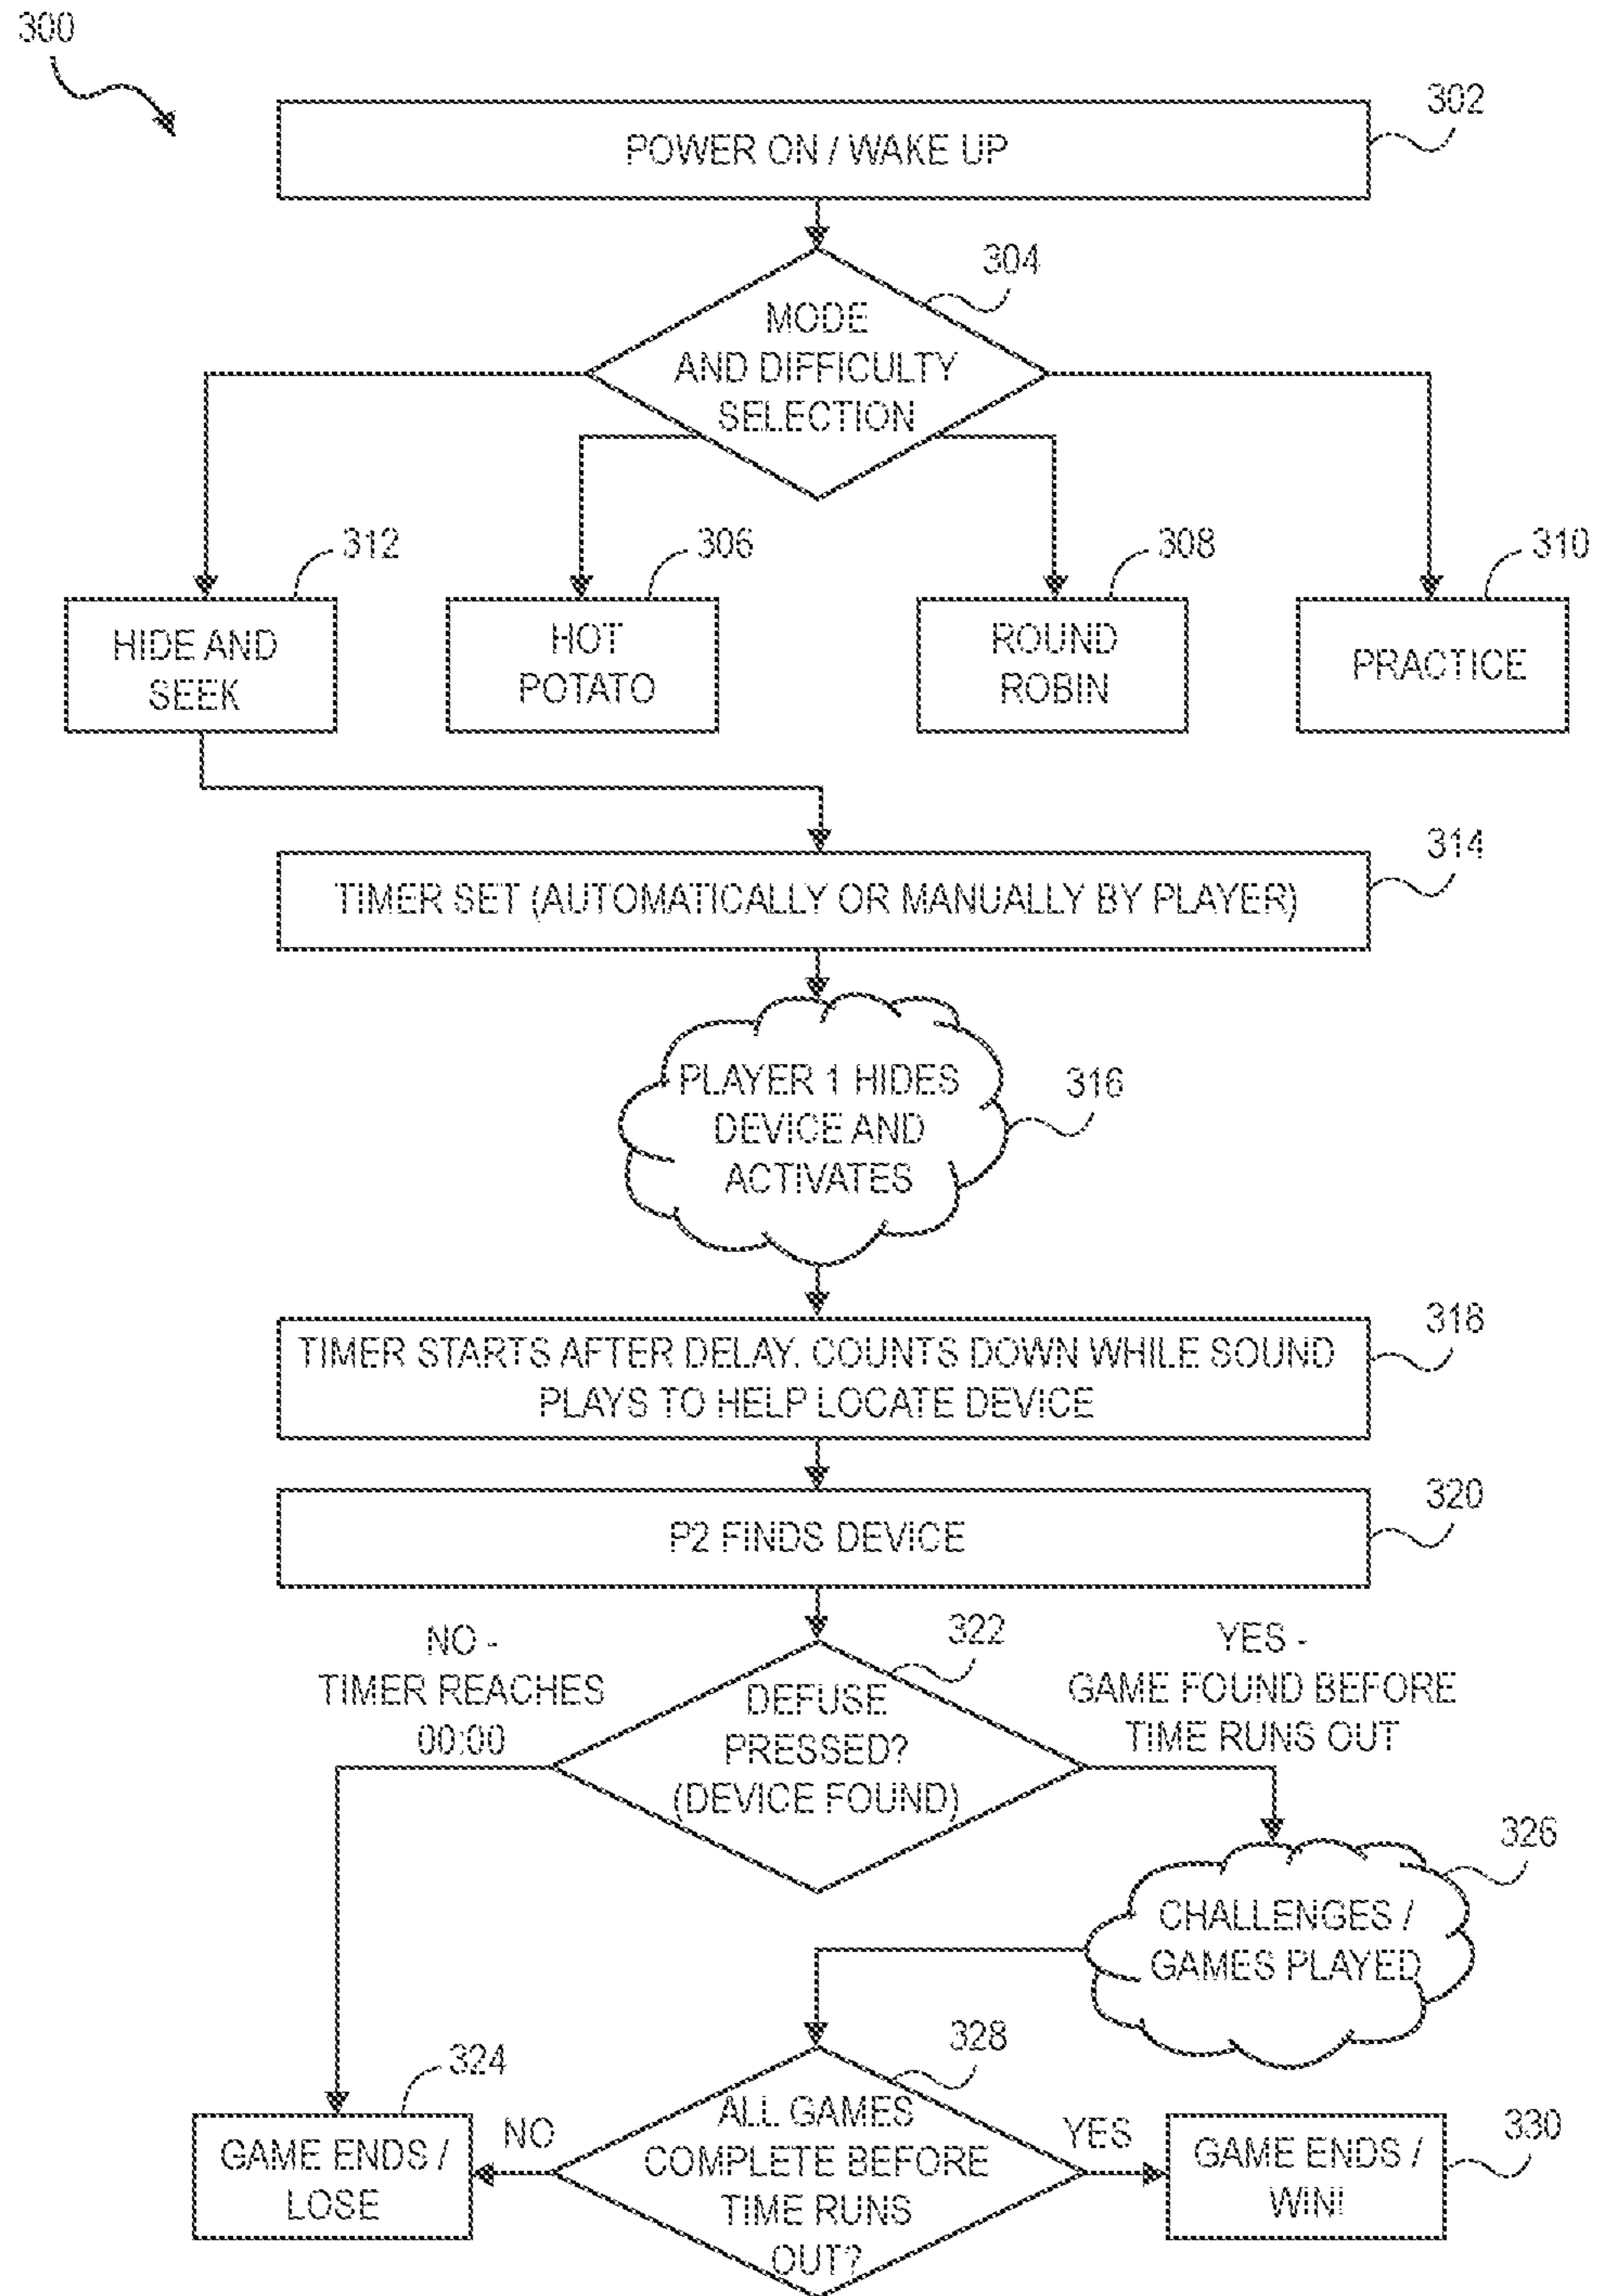 300
302
POWER ON / WAKE UP
304
MODE
AND DIFFICULTY
SELECTION
312
306
308
310
HIDE AND
SEEK
HOT
POTATO
ROUND
ROBIN
PRACTICE
314
TIMER SET (AUTOMATICALLY OR MANUALLY BY PLAYER)
316
PLAYER 1 HIDES
DEVICE AND
ACTIVATES
318
TIMER STARTS AFTER DELAY. COUNTS DOWN WHILE SOUND
PLAYS TO HELP LOCATE DEVICE
320
P2 FINDS DEVICE
322
NO -
TIMER REACHES
00:00
DEFUSE
PRESSED?
(DEVICE FOUND)
YES -
GAME FOUND BEFORE
TIME RUNS OUT
326
CHALLENGES /
GAMES PLAYED
328
324
GAME ENDS /
LOSE
NO
ALL GAMES
COMPLETE BEFORE
TIME RUNS
OUT?
YES
330
GAME ENDS /
WIN!